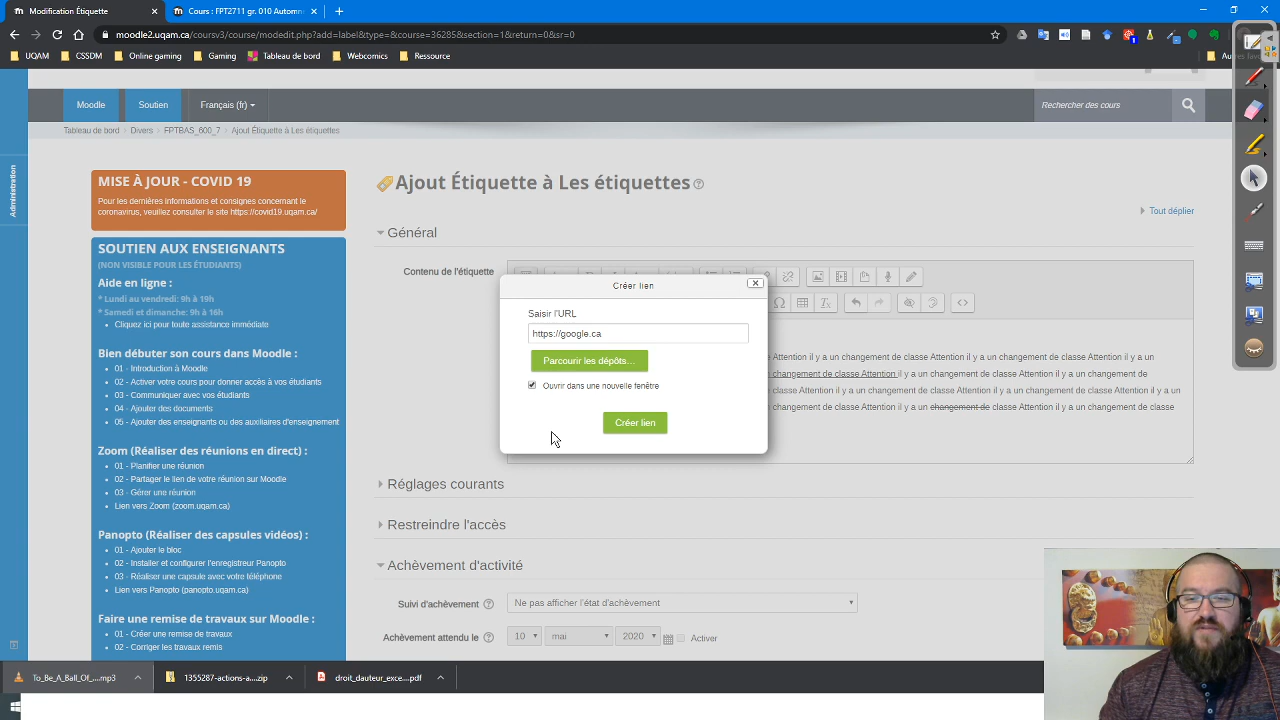 Modification Étiquette
Cours : FPT2711 gr. 010 Automn
moodle2.uqam.ca/coursv3/course/modedit.php?add=label&type=&course=36285&section=1&return=0&sr=0
UQAM
CSSDM
Online gaming
Gaming
Tableau de bord
Webcomics
Ressource
Moodle
Soutien
Français (fr)
Rechercher des cours
Tableau de bord
Divers
FPTBAS_600_7
Ajout Étiquette à Les étiquettes
Administration
MISE À JOUR - COVID 19
Pour les dernières informations et consignes concernant le
coronavirus, veuillez consulter le site https://covid19.uqam.ca/
SOUTIEN AUX ENSEIGNANTS
(NON VISIBLE POUR LES ÉTUDIANTS)
Aide en ligne :
* Lundi au vendredi: 9h à 19h
* Samedi et dimanche: 9h à 16h
Cliquez ici pour toute assistance immédiate
Bien débuter son cours dans Moodle :
01 - Introduction à Moodle
02 - Activer votre cours pour donner accès à vos étudiants
03 - Communiquer avec vos étudiants
04 - Ajouter des documents
05 - Ajouter des enseignants ou des auxiliaires d'enseignement
Zoom (Réaliser des réunions en direct) :
01 - Planifier une réunion
02 - Partager le lien de votre réunion sur Moodle
03 - Gérer une réunion
Lien vers Zoom (zoom.uqam.ca)
Panopto (Réaliser des capsules vidéos) :
01 - Ajouter le bloc
02 - Installer et configurer l'enregistreur Panopto
03 - Réaliser une capsule avec votre téléphone
Lien vers Panopto (panopto.uqam.ca)
Faire une remise de travaux sur Moodle :
01 - Créer une remise de travaux
02 - Corriger les travaux remis
Ajout Étiquette à Les étiquettes
Tout déplier
Général
Contenu de l'étiquette
classe Attention il y a un changement de classe Attention il y a un changement de classe Attention il y a un
changement de classe Attention il y a un changement de classe Attention il y a un changement de
de classe Attention il y a un changement de classe Attention il y a un changement de classe Attention il y a un
changement de classe Attention il y a un changement de classe Attention il y a un changement de classe
Créer lien
Saisir l'URL
https://google.ca
Parcourir les dépôts...
Ouvrir dans une nouvelle fenêtre
Créer lien
Réglages courants
Restreindre l'accès
Achèvement d'activité
Suivi d'achèvement
Ne pas afficher l'état d'achèvement
Achèvement attendu le
10
mai
2020
Activer
To_Be_A_Ball_Of_....mp3
1355287-actions-a....zip
droit_dauteur_exce....pdf